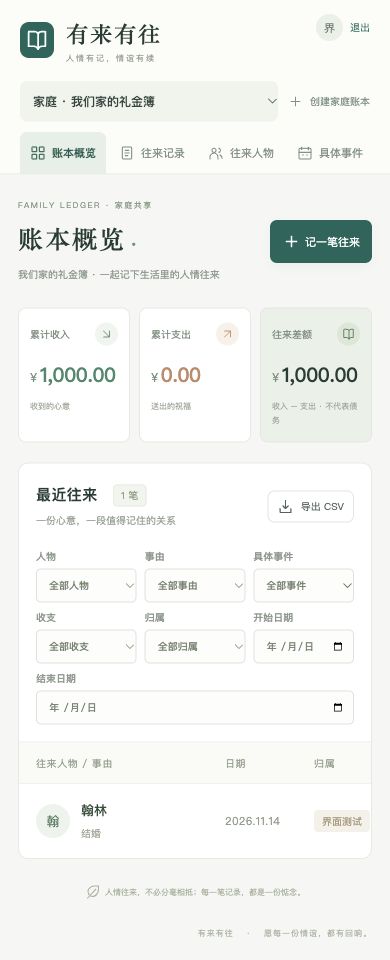 有来有往
人情有记，情谊有续
界 退出
家庭 · 我们家的礼金簿
创建家庭账本
账本概览 往来记录 往来人物 具体事件
FAMILY LEDGER · 家庭共享
账本概览 .
我们家的礼金簿 · 一起记下生活里的人情往来
记一笔往来
累计收入
¥1,000.00
收到的心意
累计支出
¥0.00
送出的祝福
往来差额
¥1,000.00
收入 − 支出 · 不代表债
务
最近往来 1 笔
一份心意，一段值得记住的关系
导出 CSV
人物 事由 具体事件
全部人物 全部事由 全部事件
收支 归属 开始日期
全部收支 全部归属 年 /月/日
结束日期
年 /月/日
往来人物 / 事由 日期 归属
翰 翰林 2026.11.14 界面测试
结婚
人情往来，不必分毫相抵；每一笔记录，都是一份惦念。
有来有往 · 愿每一份情谊，都有回响。